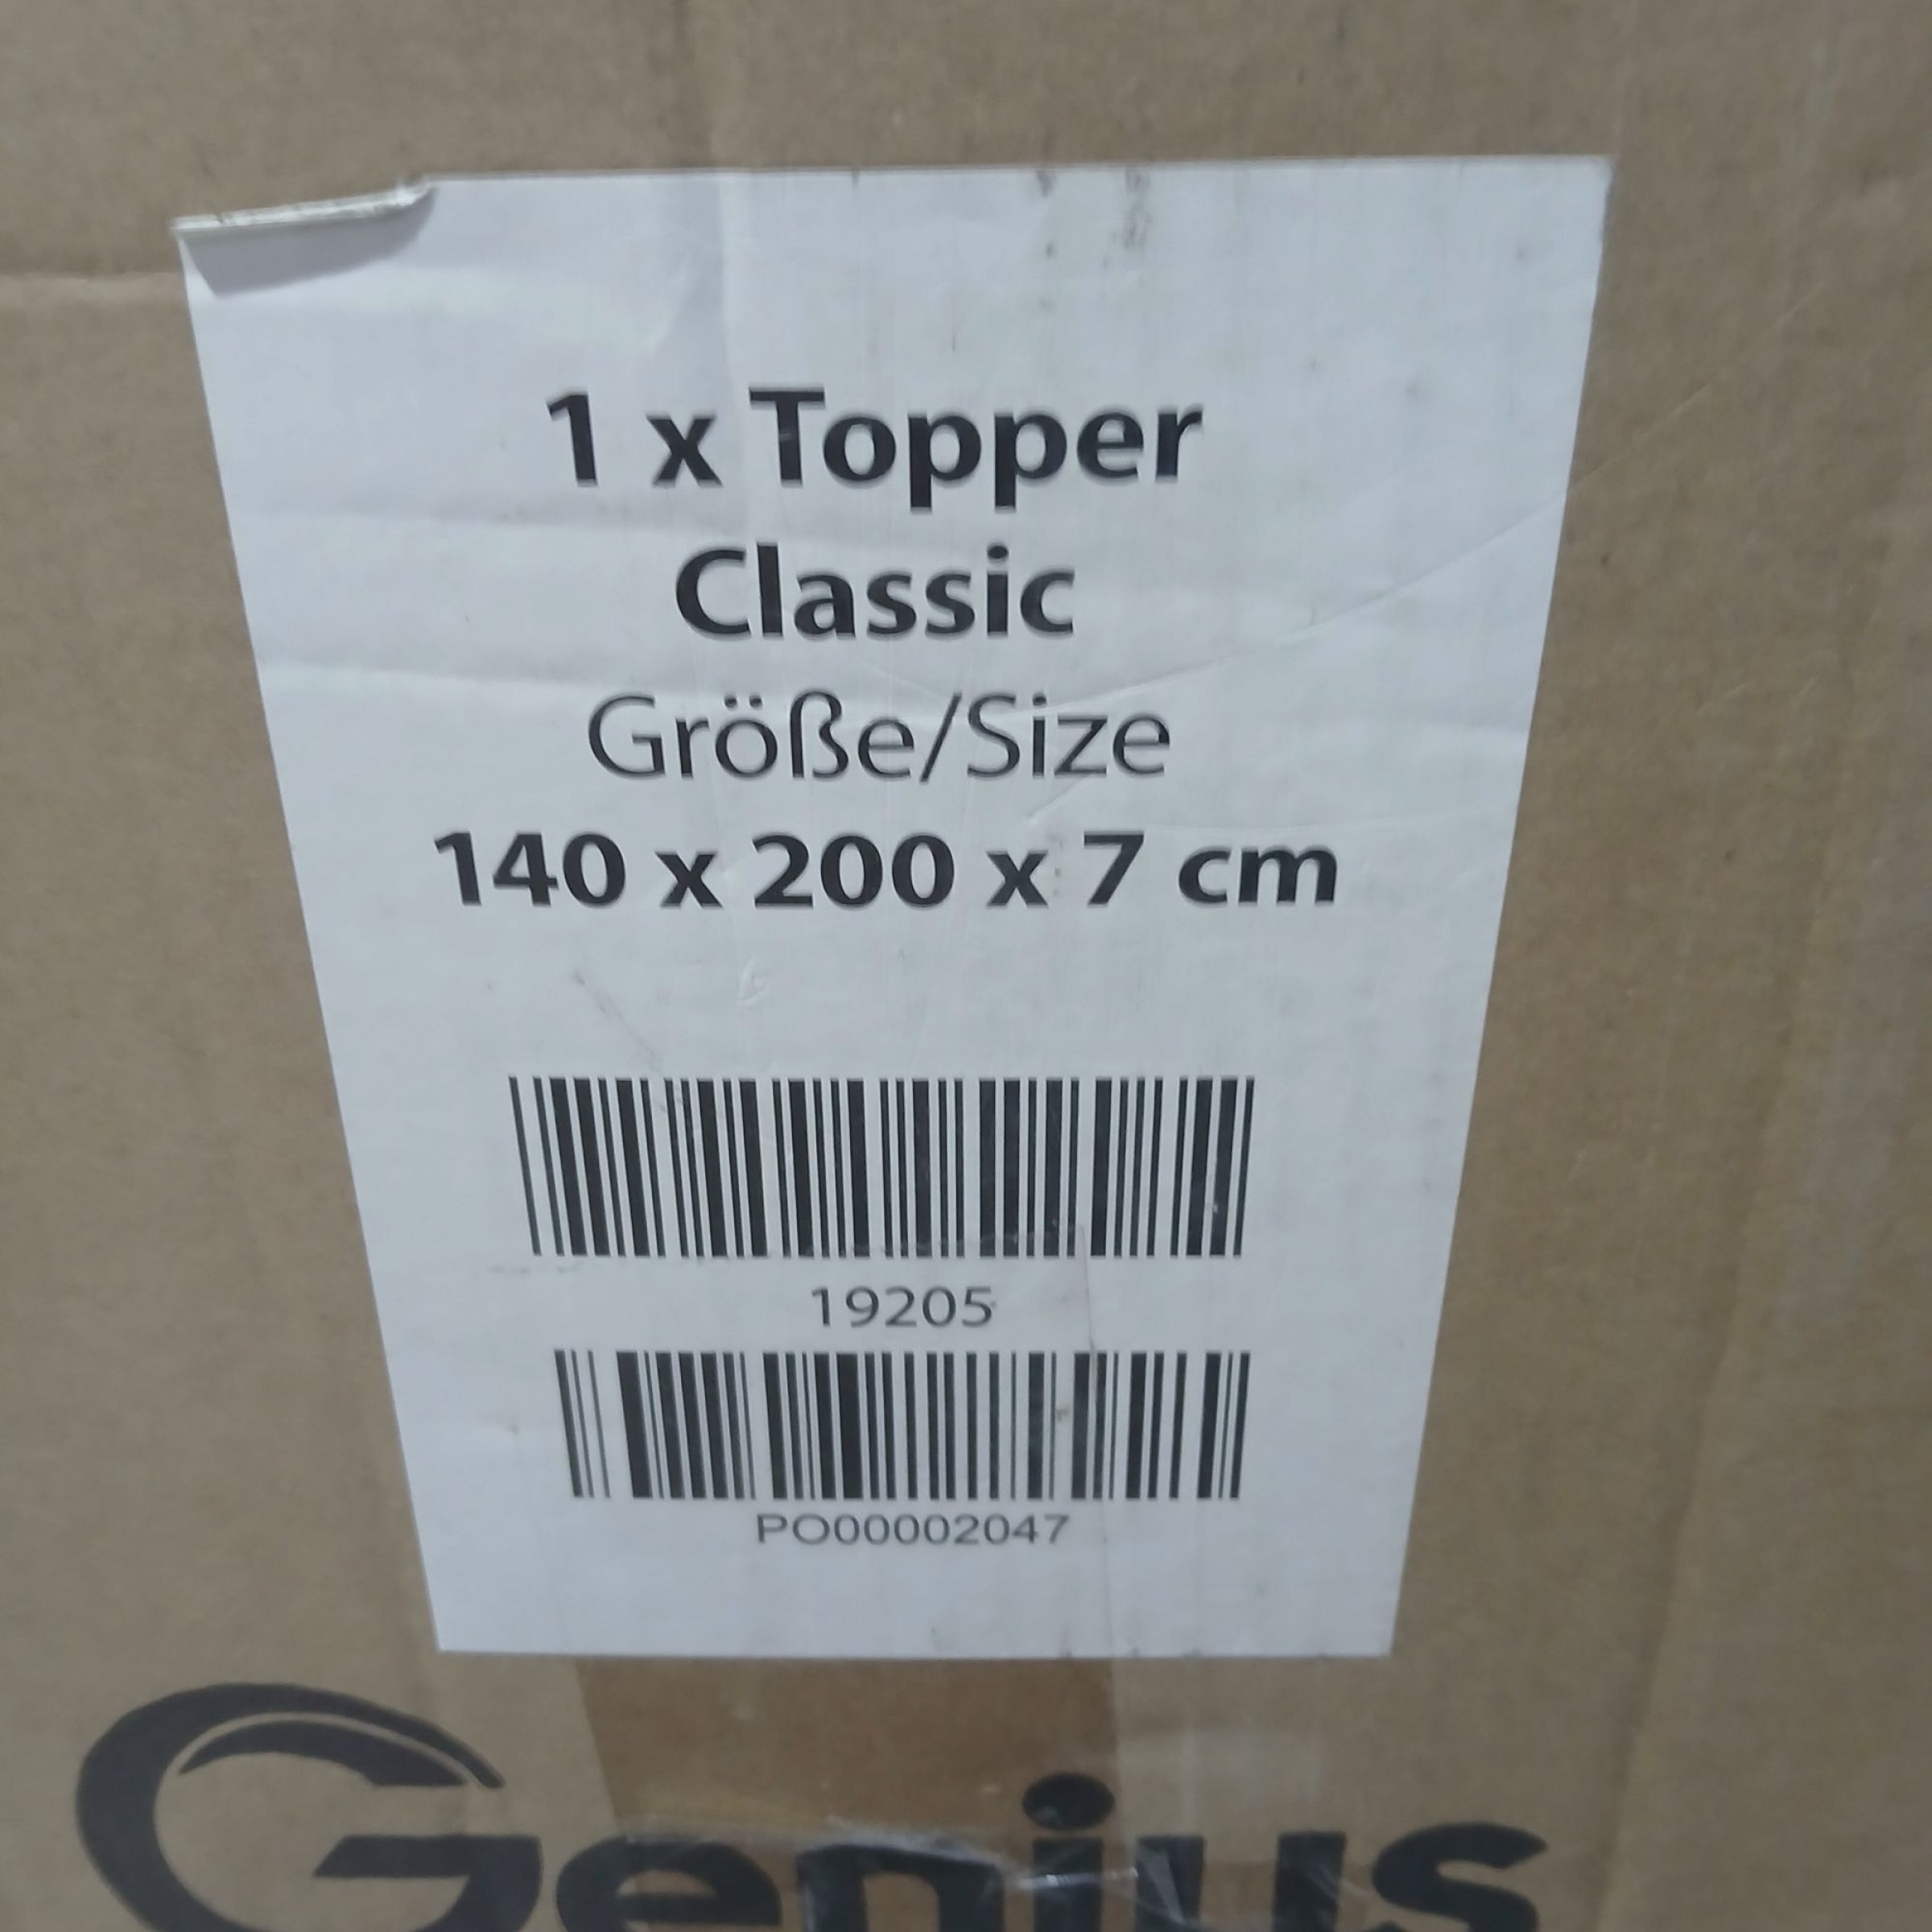 1 x Topper
Classic
Größe/Size
140 x 200 x 7 cm
19205
PO00002047
Genius